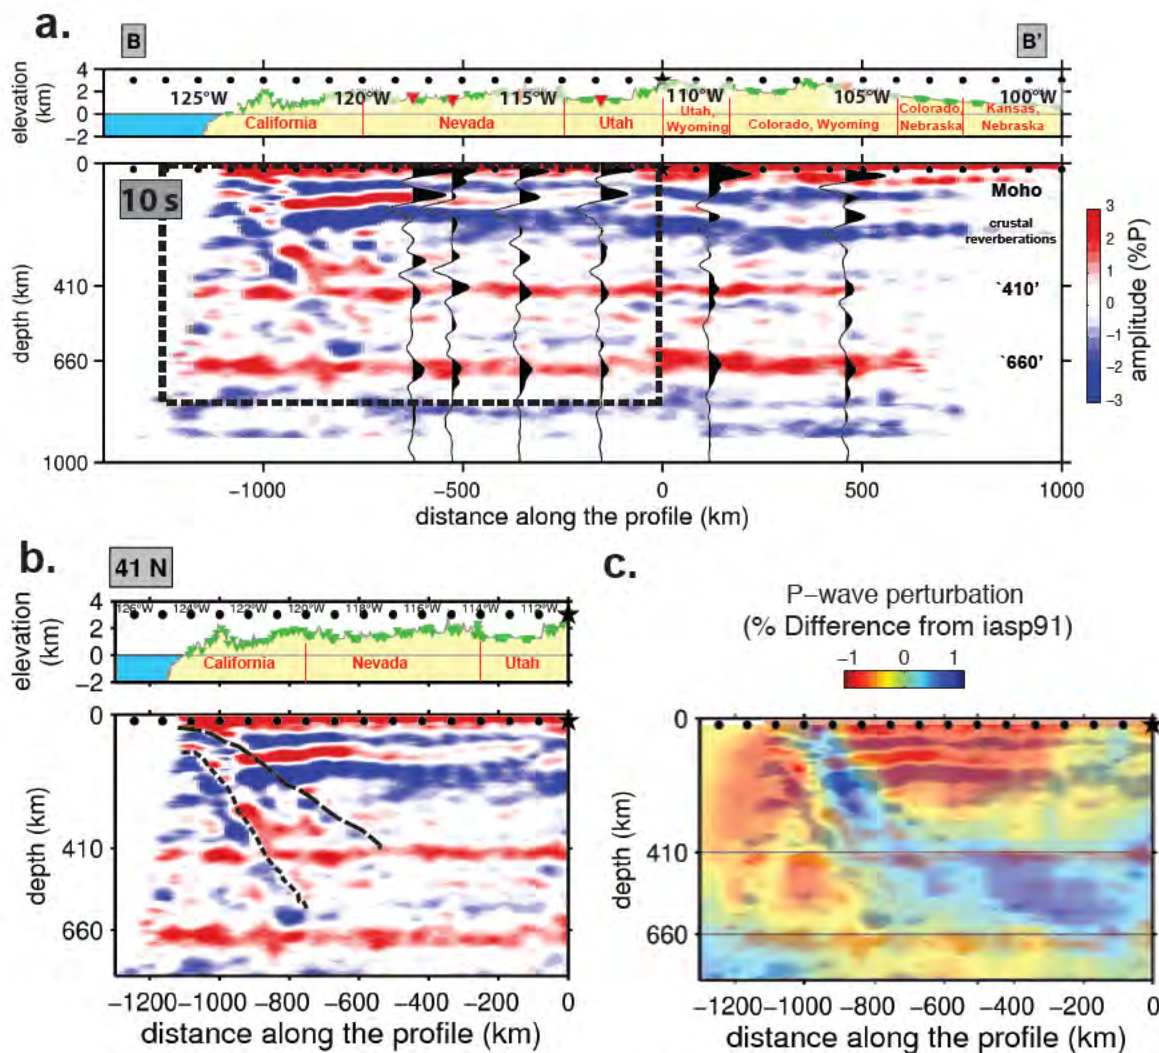 a.
B
B'
elevation (km)
4
2
0
−2
125°W
120°W
115°W
110°W
105°W
100°W
California
Nevada
Utah
Utah, Wyoming
Colorado, Wyoming
Colorado, Nebraska
Kansas, Nebraska
10 s
depth (km)
0
410
660
1000
Moho
crustal reverberations
`410'
`660'
3
2
1
0
−1
−2
−3
amplitude (%P)
−1000
−500
0
500
1000
distance along the profile (km)
b.
41 N
elevation (km)
4
2
0
−2
126°W
124°W
122°W
120°W
118°W
116°W
114°W
112°W
California
Nevada
Utah
depth (km)
0
410
660
−1200
−1000
−800
−600
−400
−200
0
distance along the profile (km)
c.
P−wave perturbation
(% Difference from iasp91)
−1
0
1
depth (km)
0
410
660
−1200
−1000
−800
−600
−400
−200
0
distance along the profile (km)